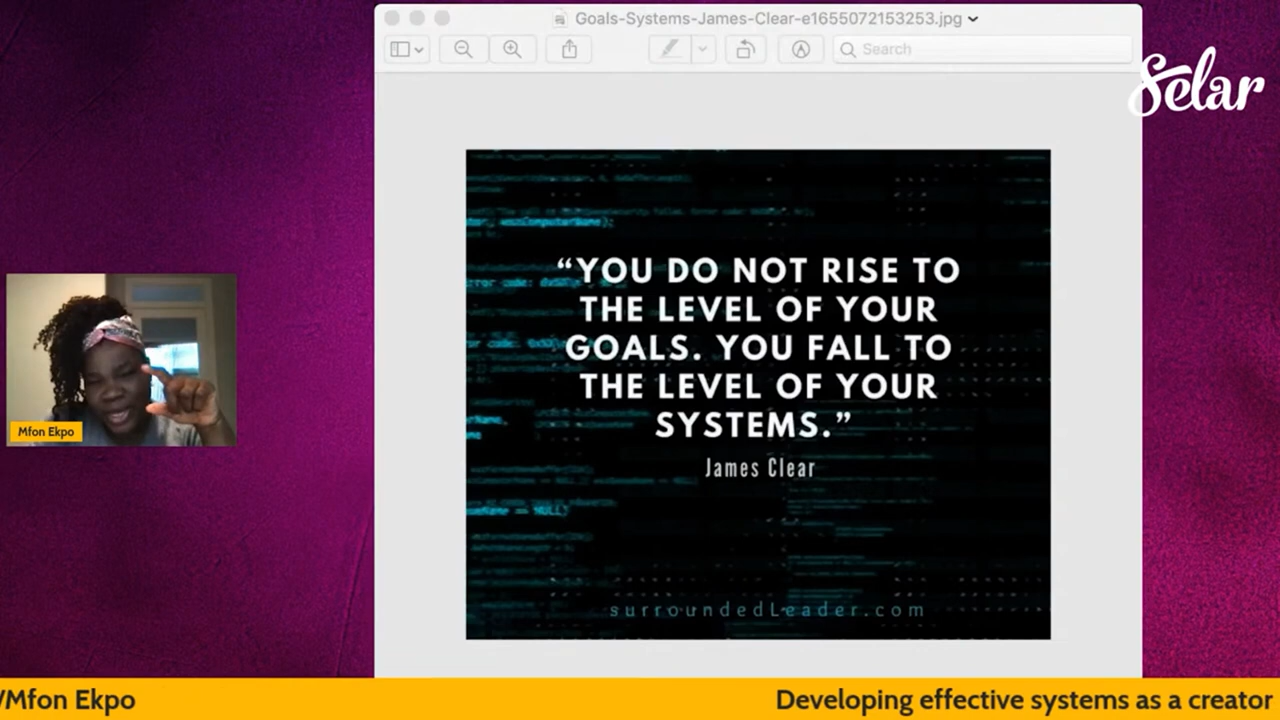 Goals-Systems-James-Clear-e1655072153253.jpg
Search
Selar
“YOU DO NOT RISE TO
THE LEVEL OF YOUR
GOALS. YOU FALL TO
THE LEVEL OF YOUR
SYSTEMS.”
James Clear
surroundedLeader.com
Mfon Ekpo
/Mfon Ekpo
Developing effective systems as a creator